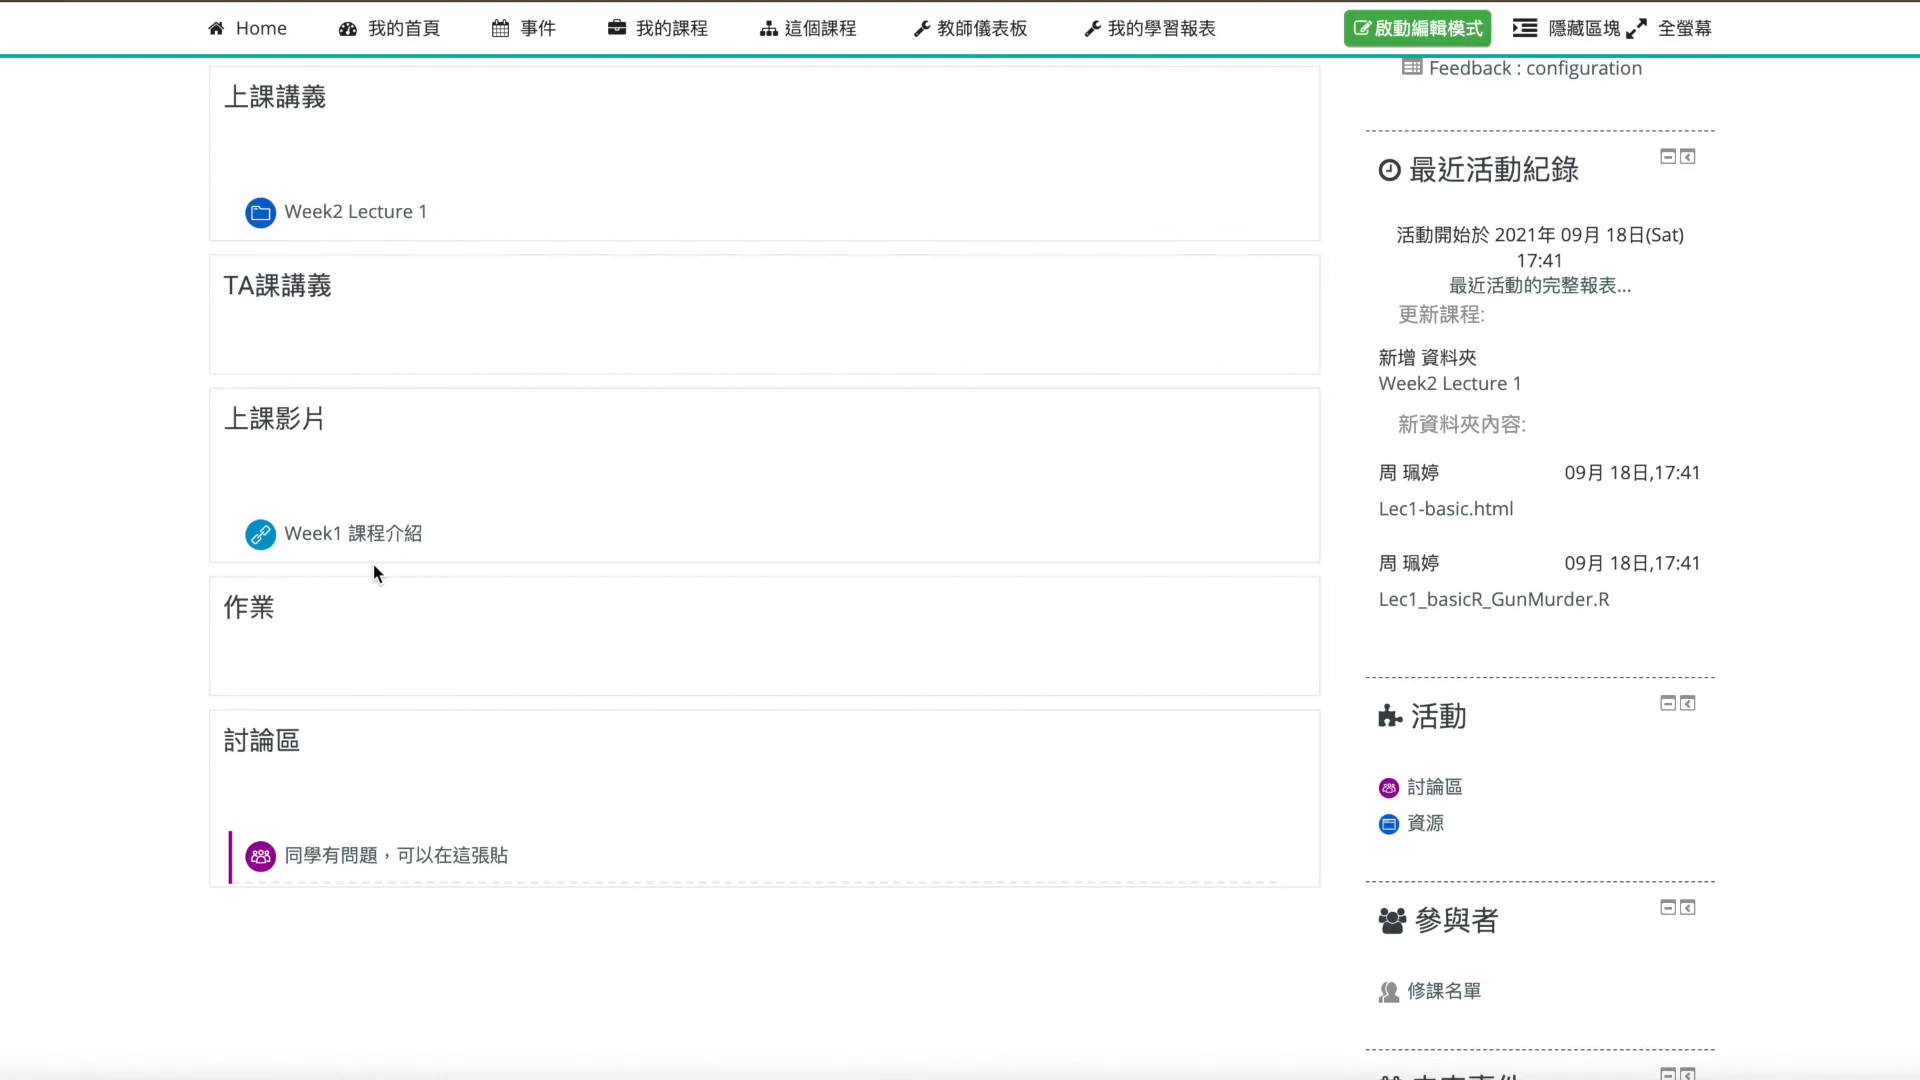 Home 我的首頁 事件 我的課程 這個課程 教師儀表板 我的學習報表 啟動編輯模式 隱藏區塊 全螢幕
上課講義
Week2 Lecture 1
TA課講義
上課影片
Week1 課程介紹
作業
討論區
同學有問題，可以在這張貼
Feedback : configuration
最近活動紀錄
活動開始於 2021年 09月 18日(Sat)
17:41
最近活動的完整報表...
更新課程:
新增 資料夾
Week2 Lecture 1
新資料夾內容:
周 珮婷 09月 18日,17:41
Lec1-basic.html
周 珮婷 09月 18日,17:41
Lec1_basicR_GunMurder.R
活動
討論區
資源
參與者
修課名單